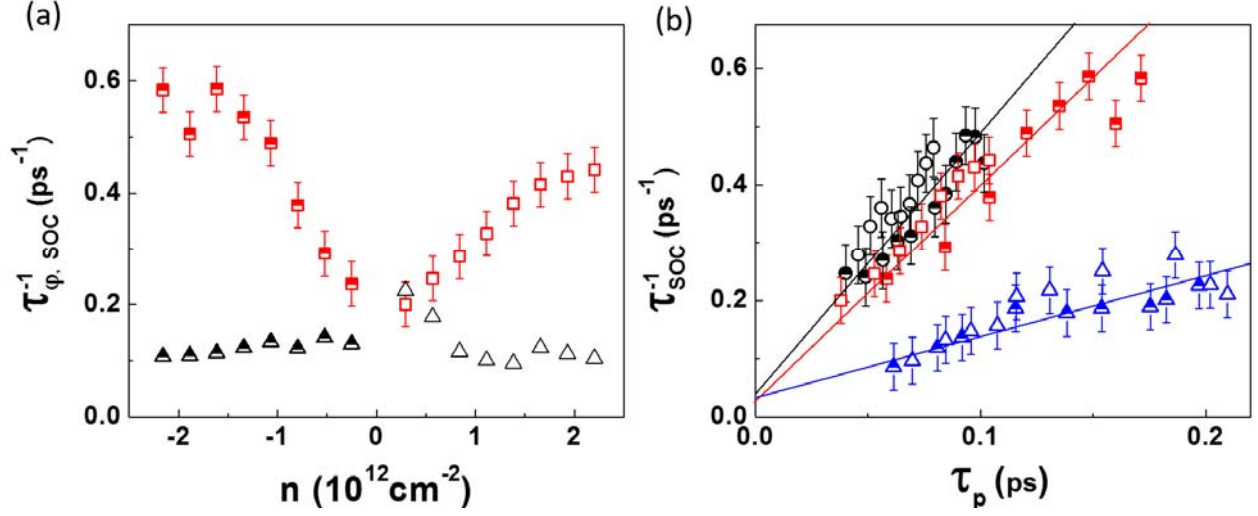 (a)
τ⁻¹φ, SOC (ps⁻¹)
0.6
0.4
0.2
0.0
-2 -1 0 1 2
n (10¹²cm⁻²)
(b)
τ⁻¹SOC (ps⁻¹)
0.6
0.4
0.2
0.0
0.0 0.1 0.2
τp (ps)